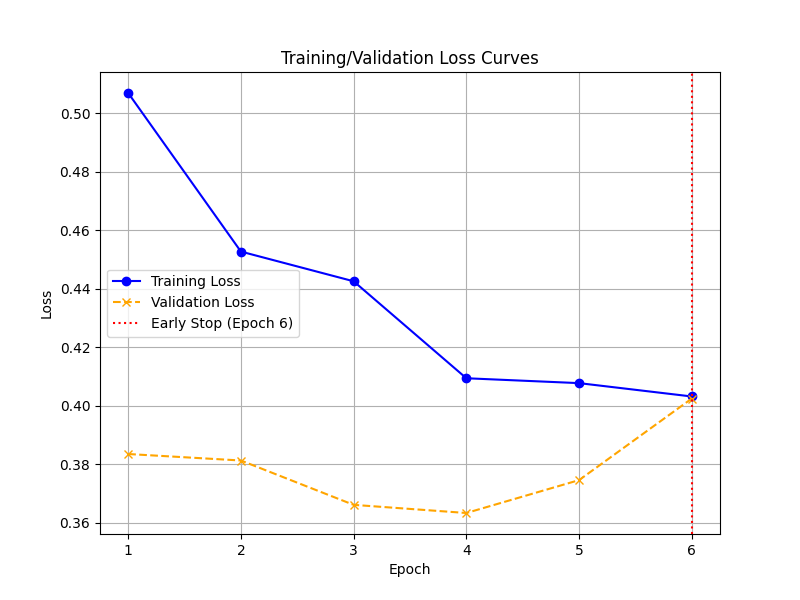 Training/Validation Loss Curves
0.50
0.48
0.46
0.44
0.42
0.40
0.38
0.36
Loss
Training Loss
Validation Loss
Early Stop (Epoch 6)
1 2 3 4 5 6
Epoch